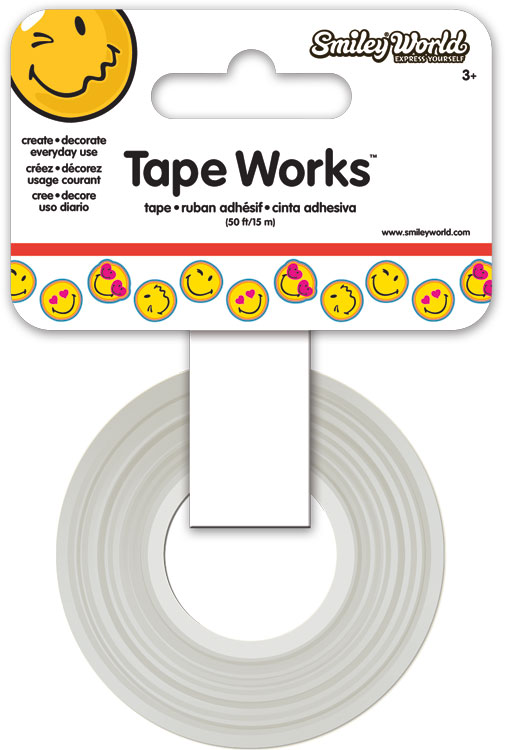 Smiley World
EXPRESS YOURSELF
3+
create • decorate
everyday use
créez • décorez
usage courant
cree • decore
uso diario
Tape Works™
tape • ruban adhésif • cinta adhesiva
(50 ft/15 m)
www.smileyworld.com